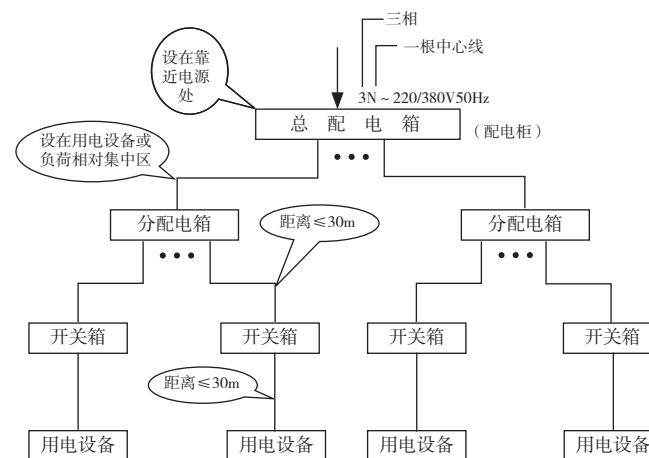 三相
一根中心线
设在靠
近电源
处
3N ~ 220/380V50Hz
总配电箱
（配电柜）
设在用电设备或
负荷相对集中区
分配电箱
距离≤30m
分配电箱
开关箱
开关箱
开关箱
开关箱
距离≤30m
用电设备
用电设备
用电设备
用电设备